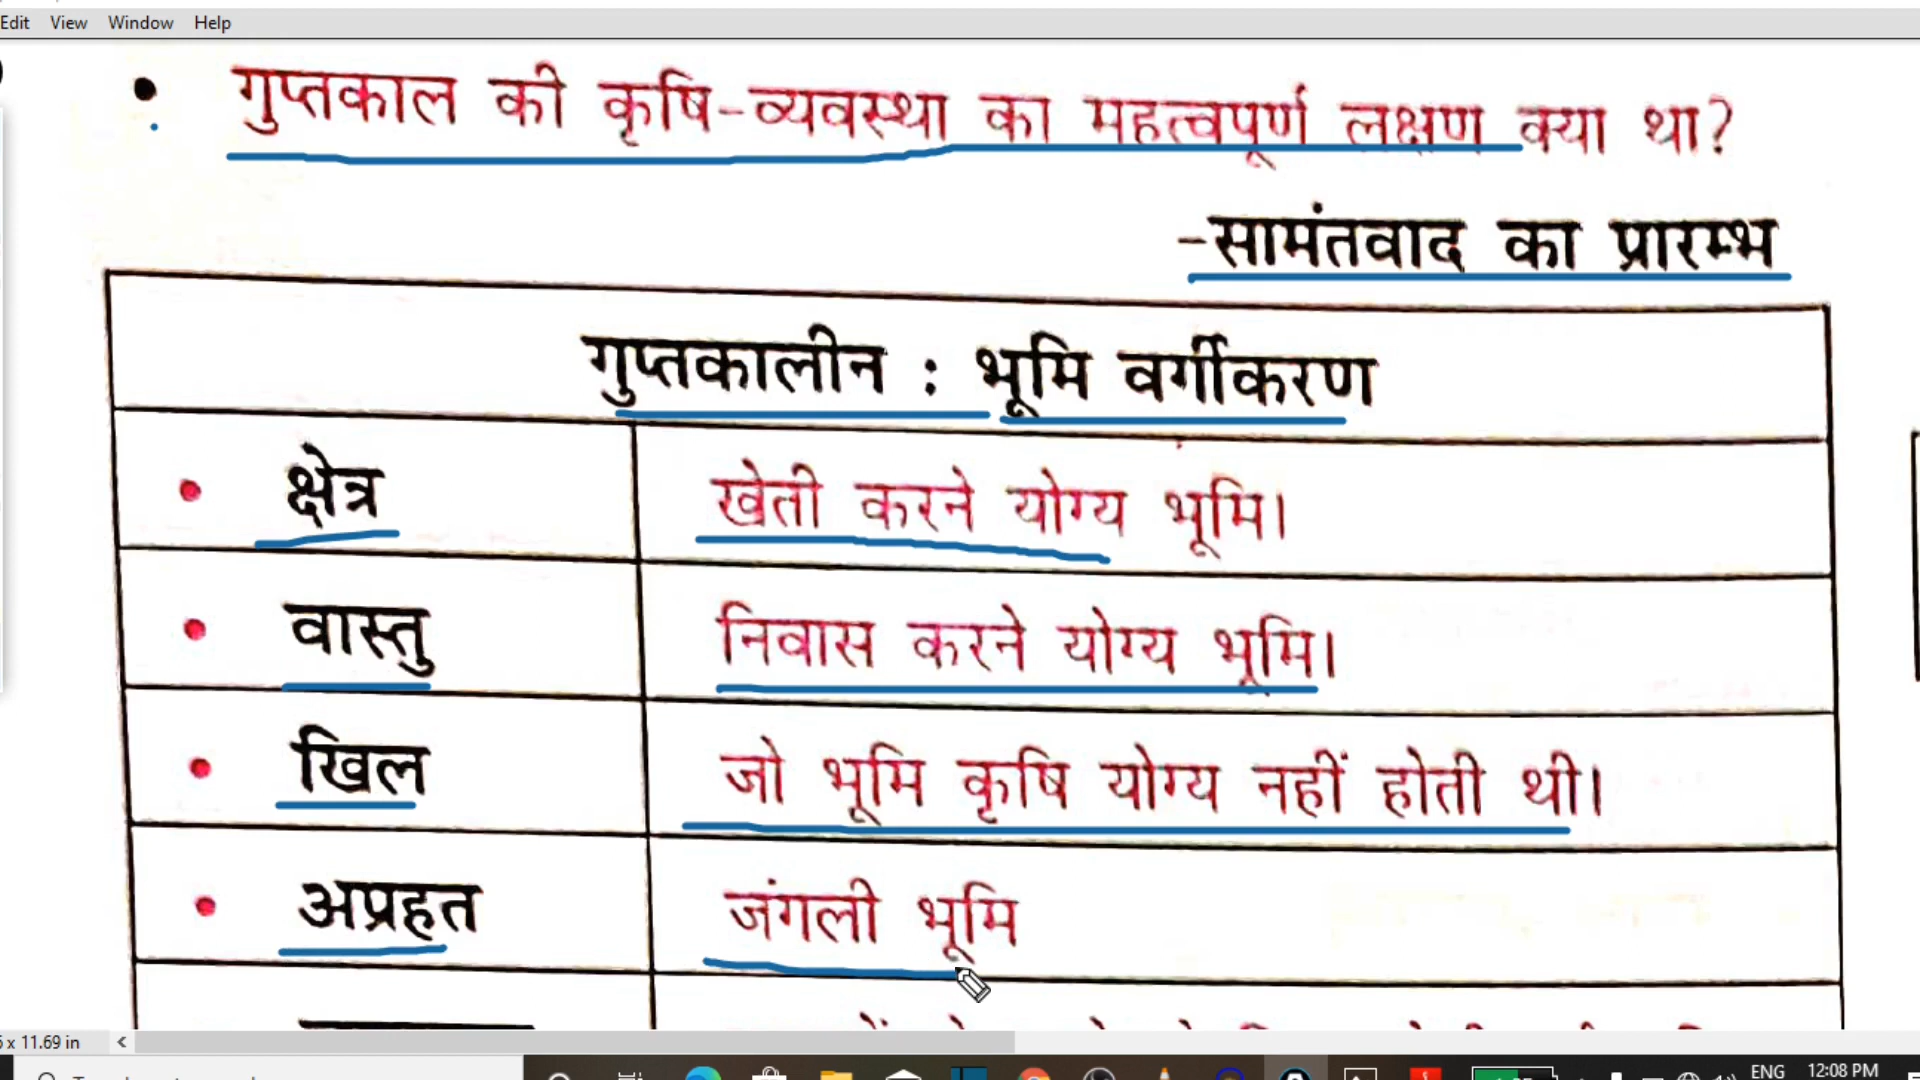 Edit View Window Help
• गुप्तकाल की कृषि-व्यवस्था का महत्वपूर्ण लक्षण क्या था?
-सामंतवाद का प्रारम्भ
गुप्तकालीन : भूमि वर्गीकरण
• क्षेत्र खेती करने योग्य भूमि।
• वास्तु निवास करने योग्य भूमि।
• खिल जो भूमि कृषि योग्य नहीं होती थी।
• अप्रहत जंगली भूमि
x 11.69 in
ENG 12:08 PM